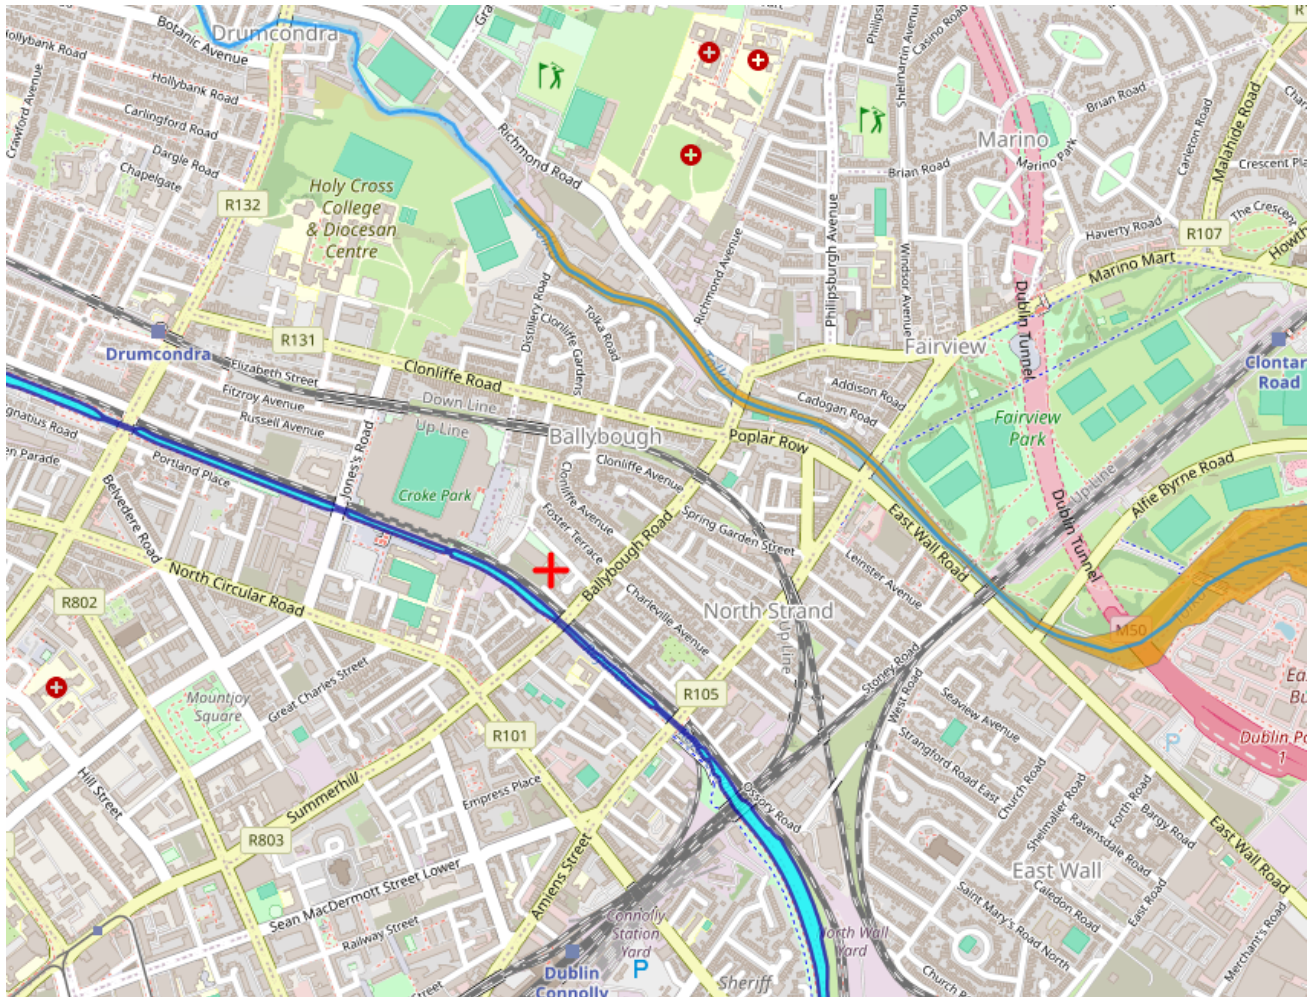 Botanic Avenue
Drumcondra
Hollybank Road
Hollybank Road
Crawford Avenue
Carlingford Road
Dargle Road
Chapelgate
R132
Holy Cross
College
& Diocesan
Centre
Richmond Road
Casino Road
Shelmartin Avenue
Brian Road
Marino
Marino Park
Brian Road
Carleton Road
Malahide Road
The Crescent
R107
Haverty Road
Marino Mart
Philipsburgh Avenue
Windsor Avenue
Richmond Avenue
Distillery Road
Tolka Road
Clonliffe Gardens
Drumcondra
R131
Elizabeth Street
Fitzroy Avenue
Russell Avenue
Clonliffe Road
Down Line
Up Line
Jones's Road
Croke Park
Ballybough
Poplar Row
Fairview
Addison Road
Cadogan Road
Dublin Tunnel
Dublin Tunnel
Fairview
Park
Road
Alfie Byrne Road
Up Line
Dublin Tunnel
M50
Portland Place
Belvedere Road
North Circular Road
R802
Clonliffe Avenue
Clonliffe Avenue
Foster Terrace
Ballybough Road
Spring Garden Street
East Wall Road
Leinster Avenue
North Strand
Charleville Avenue
Up Line
Stoney Road
West Road
Seaview Avenue
Strangford Road East
Church Road
Shelmalier Road
Forth Road
Bargy Road
Ravensdale Road
East Wall Road
East Wall
Caledon Road
East Road
Saint Mary's Road North
Merchant's Road
Mountjoy
Square
Great Charles Street
R105
R101
Hill Street
Summerhill
R803
Empress Place
Amiens Street
Ossory Road
Sean MacDermott Street Lower
Railway Street
Connolly
Station
Yard
P
Dublin
Connolly
Sheriff
North Wall
Yard
P
1